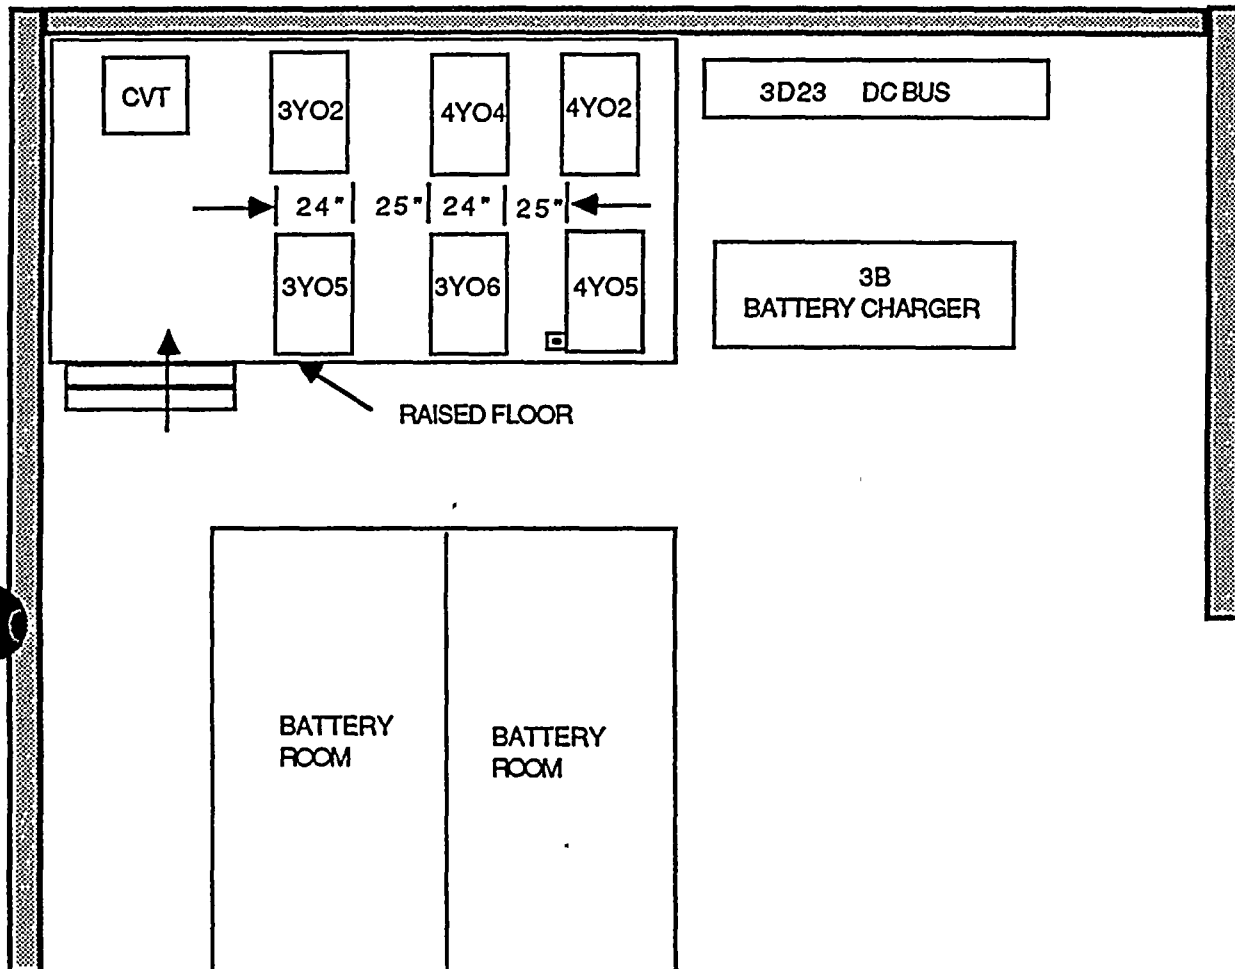 CVT
3YO2
4YO4
4YO2
3D23 DC BUS
24" 25" 24" 25"
3YO5
3YO6
4YO5
3B
BATTERY CHARGER
RAISED FLOOR
BATTERY
ROOM
BATTERY
ROOM